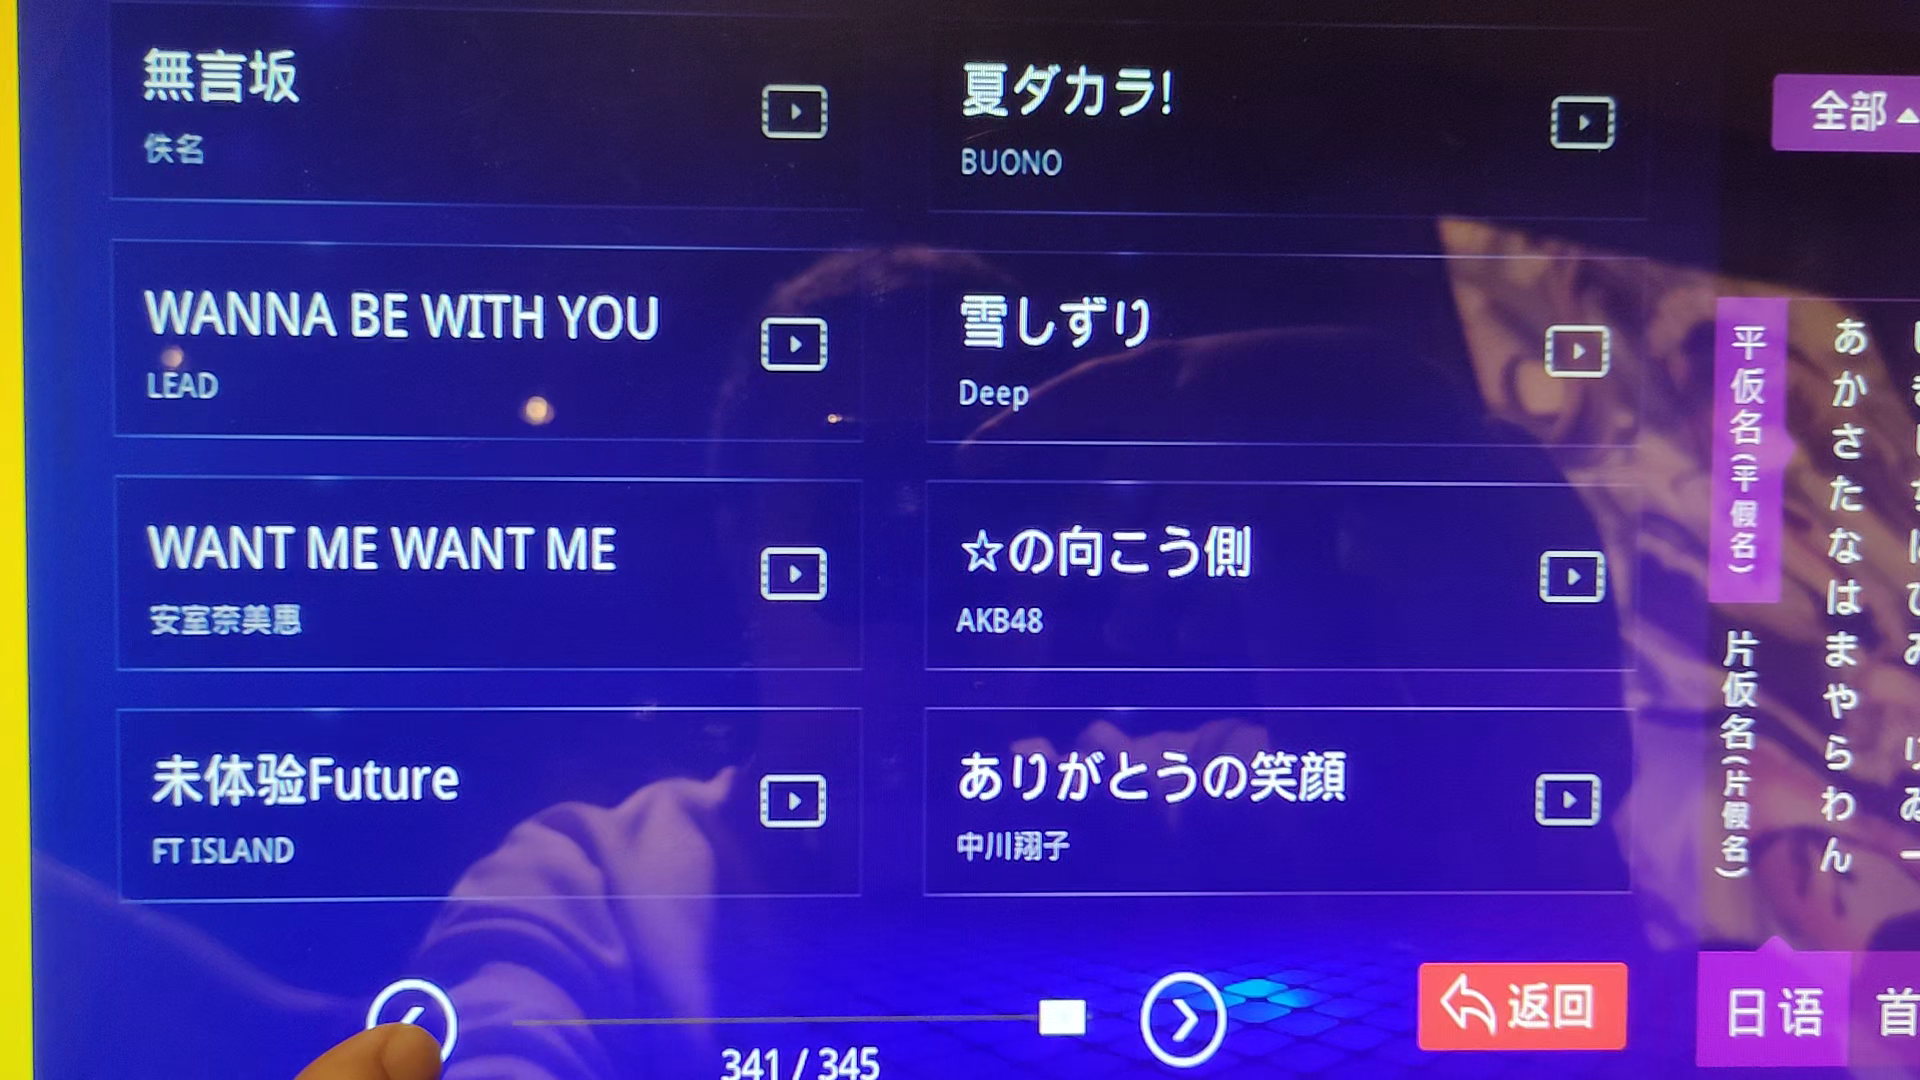 無言坂
佚名
夏ダカラ!
BUONO
WANNA BE WITH YOU
LEAD
雪しずり
Deep
WANT ME WANT ME
安室奈美惠
☆の向こう側
AKB48
未体验Future
FT ISLAND
ありがとうの笑顔
中川翔子
341 / 345
返回
全部
平仮名(平假名)
片仮名(片假名)
あかさたなはまやらわん
日语
首